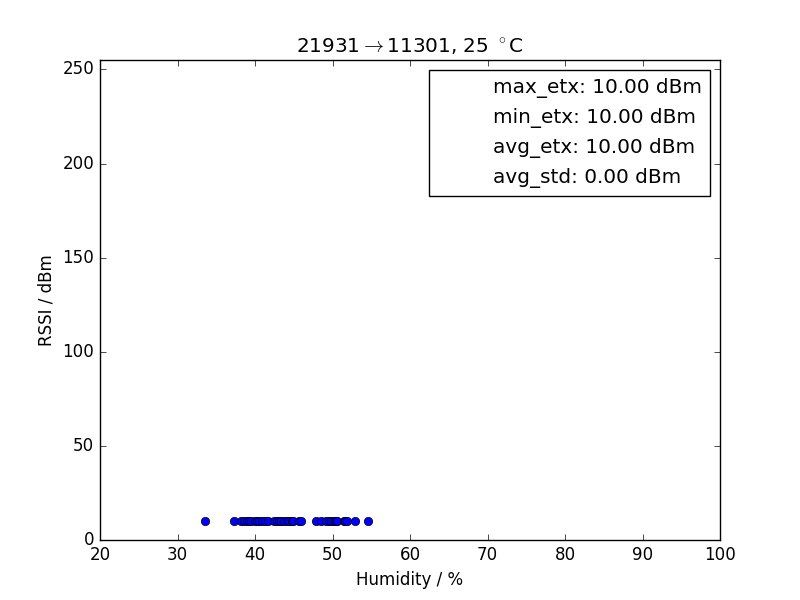 21931→11301, 25 °C
max_etx: 10.00 dBm
min_etx: 10.00 dBm
avg_etx: 10.00 dBm
avg_std: 0.00 dBm
250
200
150
100
50
0
RSSI / dBm
20 30 40 50 60 70 80 90 100
Humidity / %